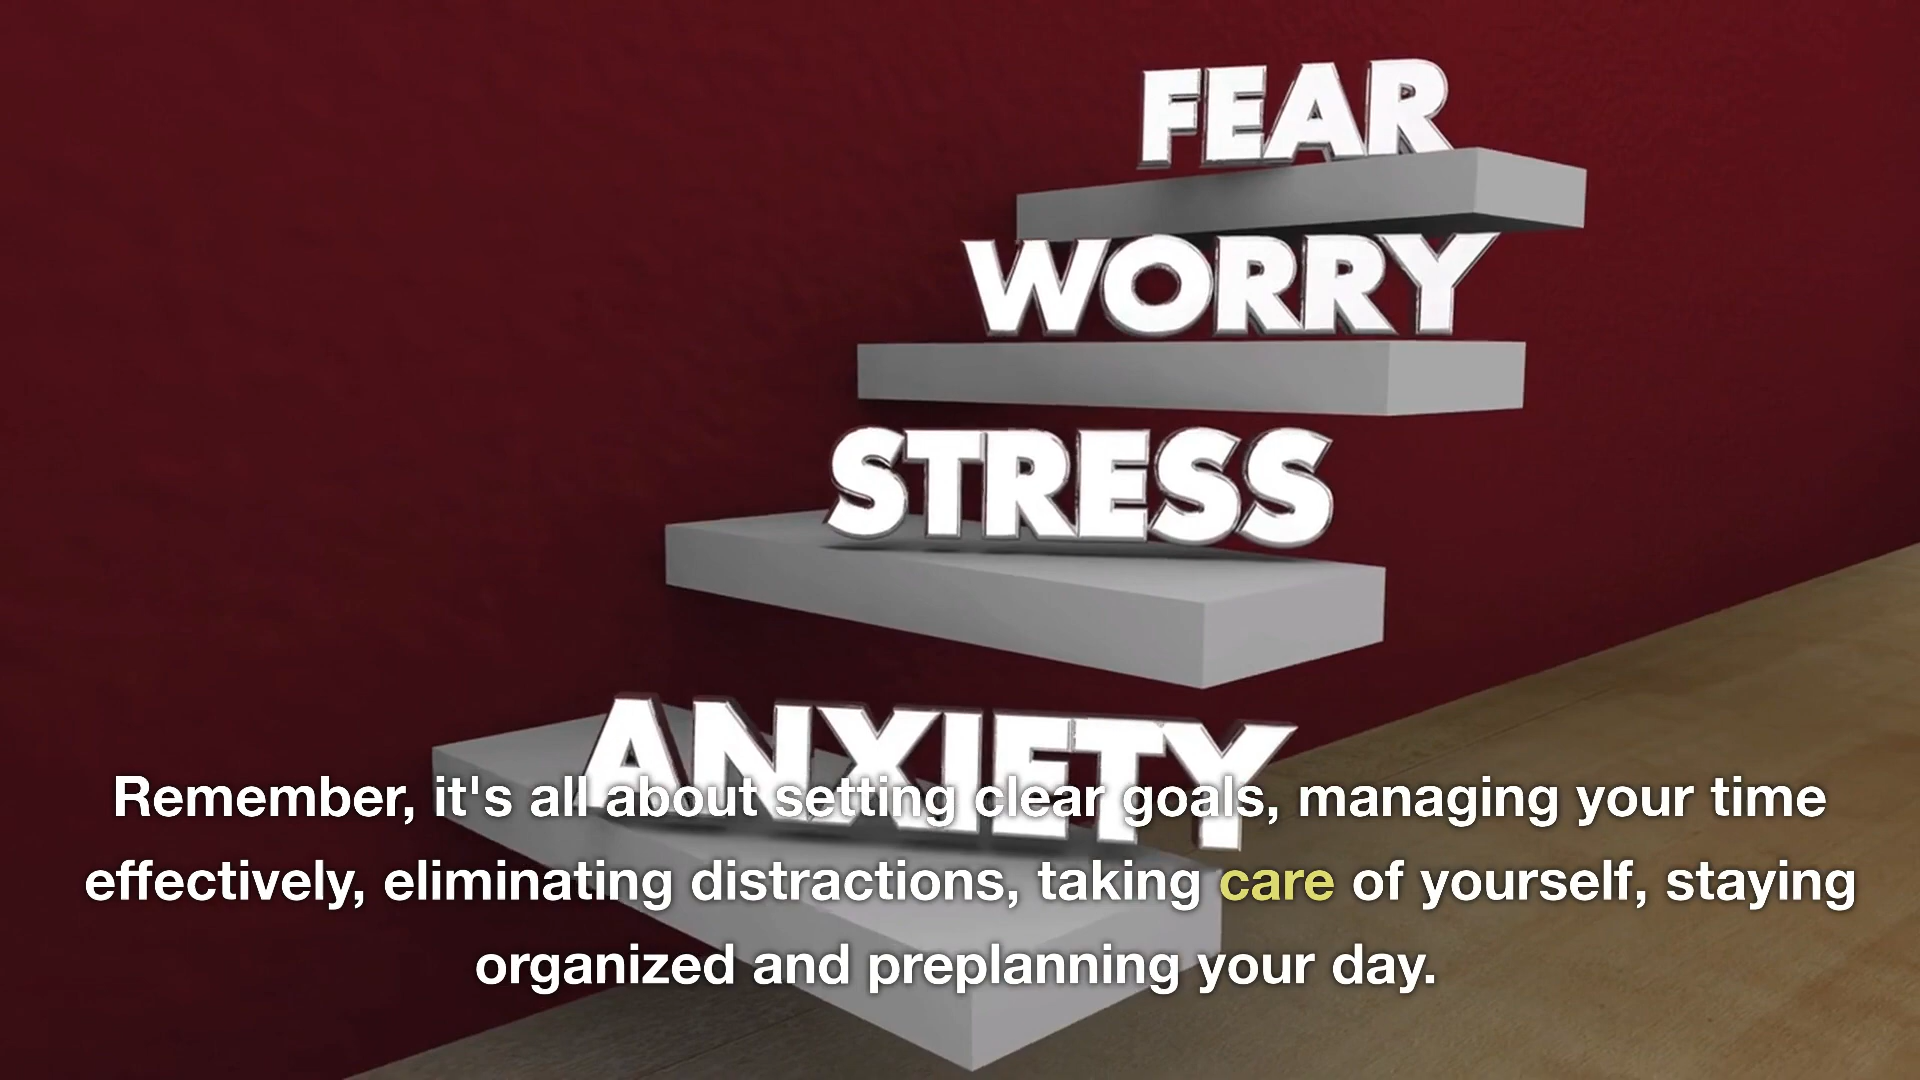 FEAR
WORRY
STRESS
ANXIETY
Remember, it's all about setting clear goals, managing your time
effectively, eliminating distractions, taking care of yourself, staying
organized and preplanning your day.